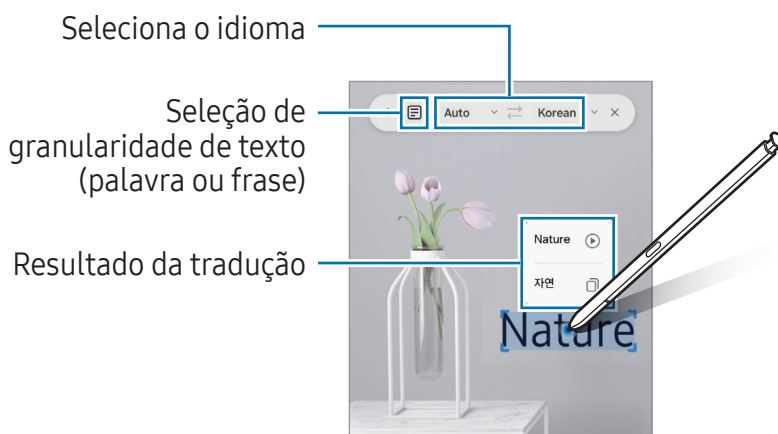 Seleciona o idioma
Seleção de
granularidade de texto
(palavra ou frase)
Auto
Korean
Resultado da tradução
Nature
자연
Nature